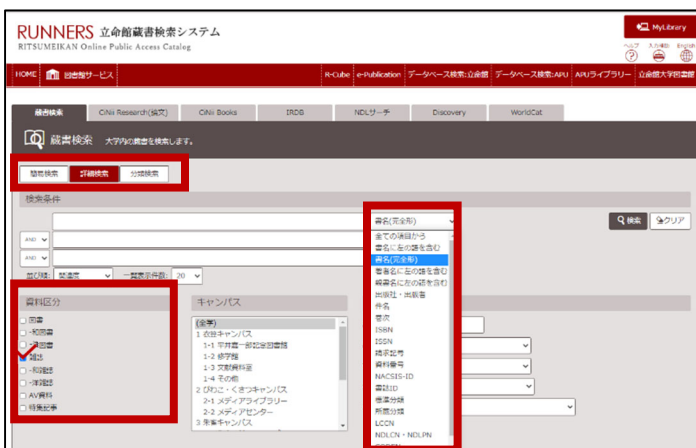 RUNNERS 立命館蔵書検索システム
RITSUMEIKAN Online Public Access Catalog
MyLibrary
ヘルプ 入力補助 English
HOME 図書館サービス R-Cube e-Publication データベース検索:立命館 データベース検索:APU APUライブラリー 立命館大学図書館
蔵書検索 CiNii Research(論文) CiNii Books IRDB NDLサーチ Discovery WorldCat
蔵書検索 大学内の蔵書を検索します。
簡易検索 詳細検索 分類検索
検索条件
書名(完全形) 検索 クリア
AND
AND
並び順: 関連度 一覧表示件数: 20
全ての項目から
書名に左の語を含む
書名(完全形)
著者名に左の語を含む
叢書名に左の語を含む
出版社・出版者
件名
巻次
ISBN
ISSN
請求記号
資料番号
NACSIS-ID
書誌ID
標準分類
所蔵分類
LCCN
NDLCN・NDLPN
資料区分
図書
-和図書
-洋図書
雑誌
-和雑誌
-洋雑誌
AV資料
特集記事
キャンパス
(全学)
1 衣笠キャンパス
1-1 平井嘉一郎記念図書館
1-2 修学館
1-3 文献資料室
1-4 その他
2 びわこ・くさつキャンパス
2-1 メディアライブラリー
2-2 メディアセンター
3 朱雀キャンパス